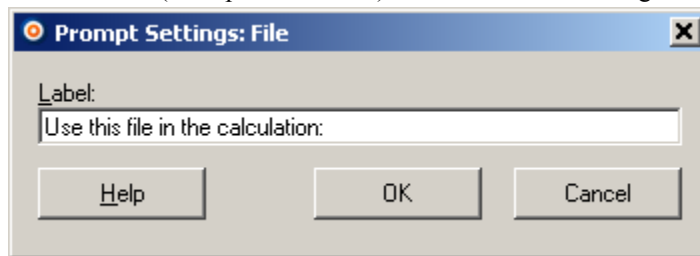 Prompt Settings: File
Label:
Use this file in the calculation:
Help OK Cancel